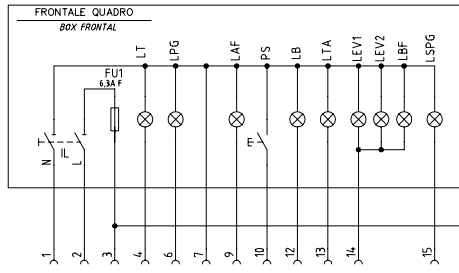 FRONTALE QUADRO
BOX FRONTAL
LT
LPG
LAF
PS
LB
LTA
LEV1
LEV2
LBF
LSPG
FU1
6,3A F
N
IL
L
E
1
2
3
4
6
7
9
10
12
13
14
15